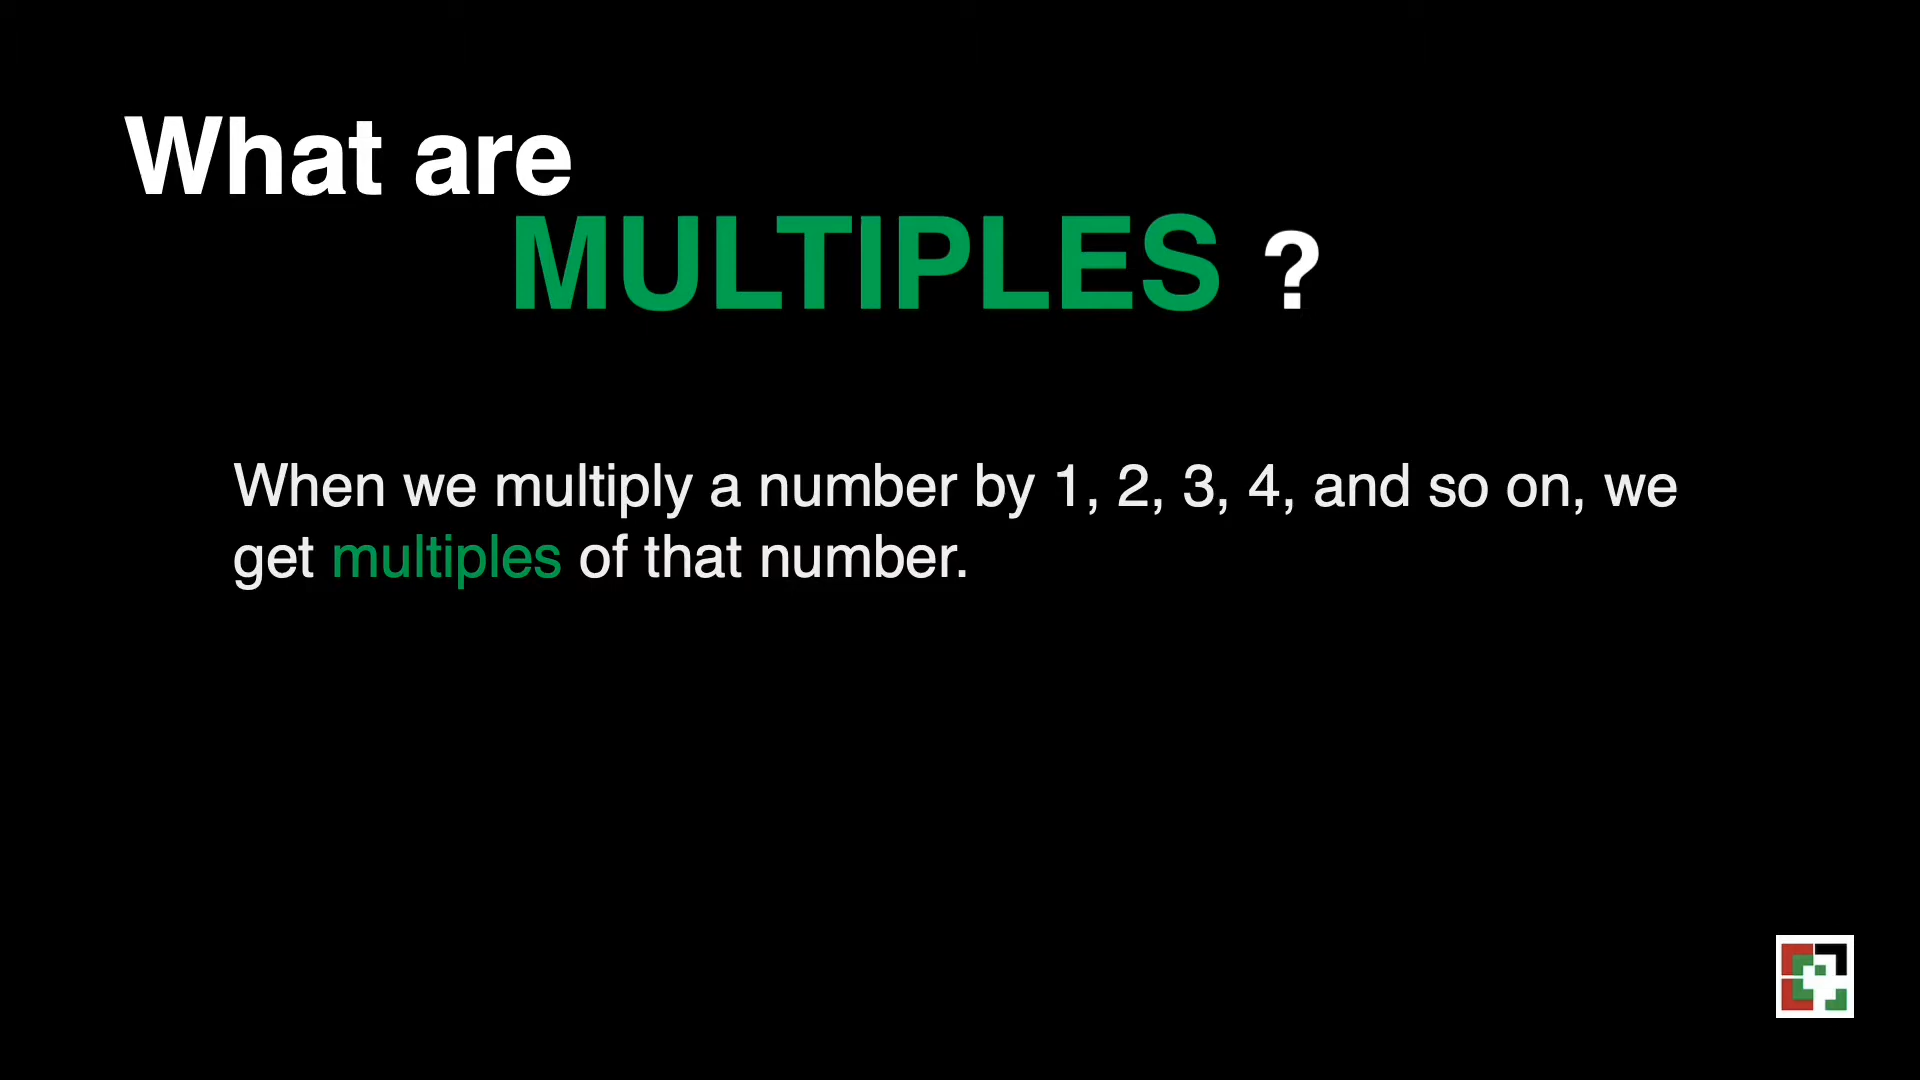 What are
MULTIPLES ?
When we multiply a number by 1, 2, 3, 4, and so on, we
get multiples of that number.